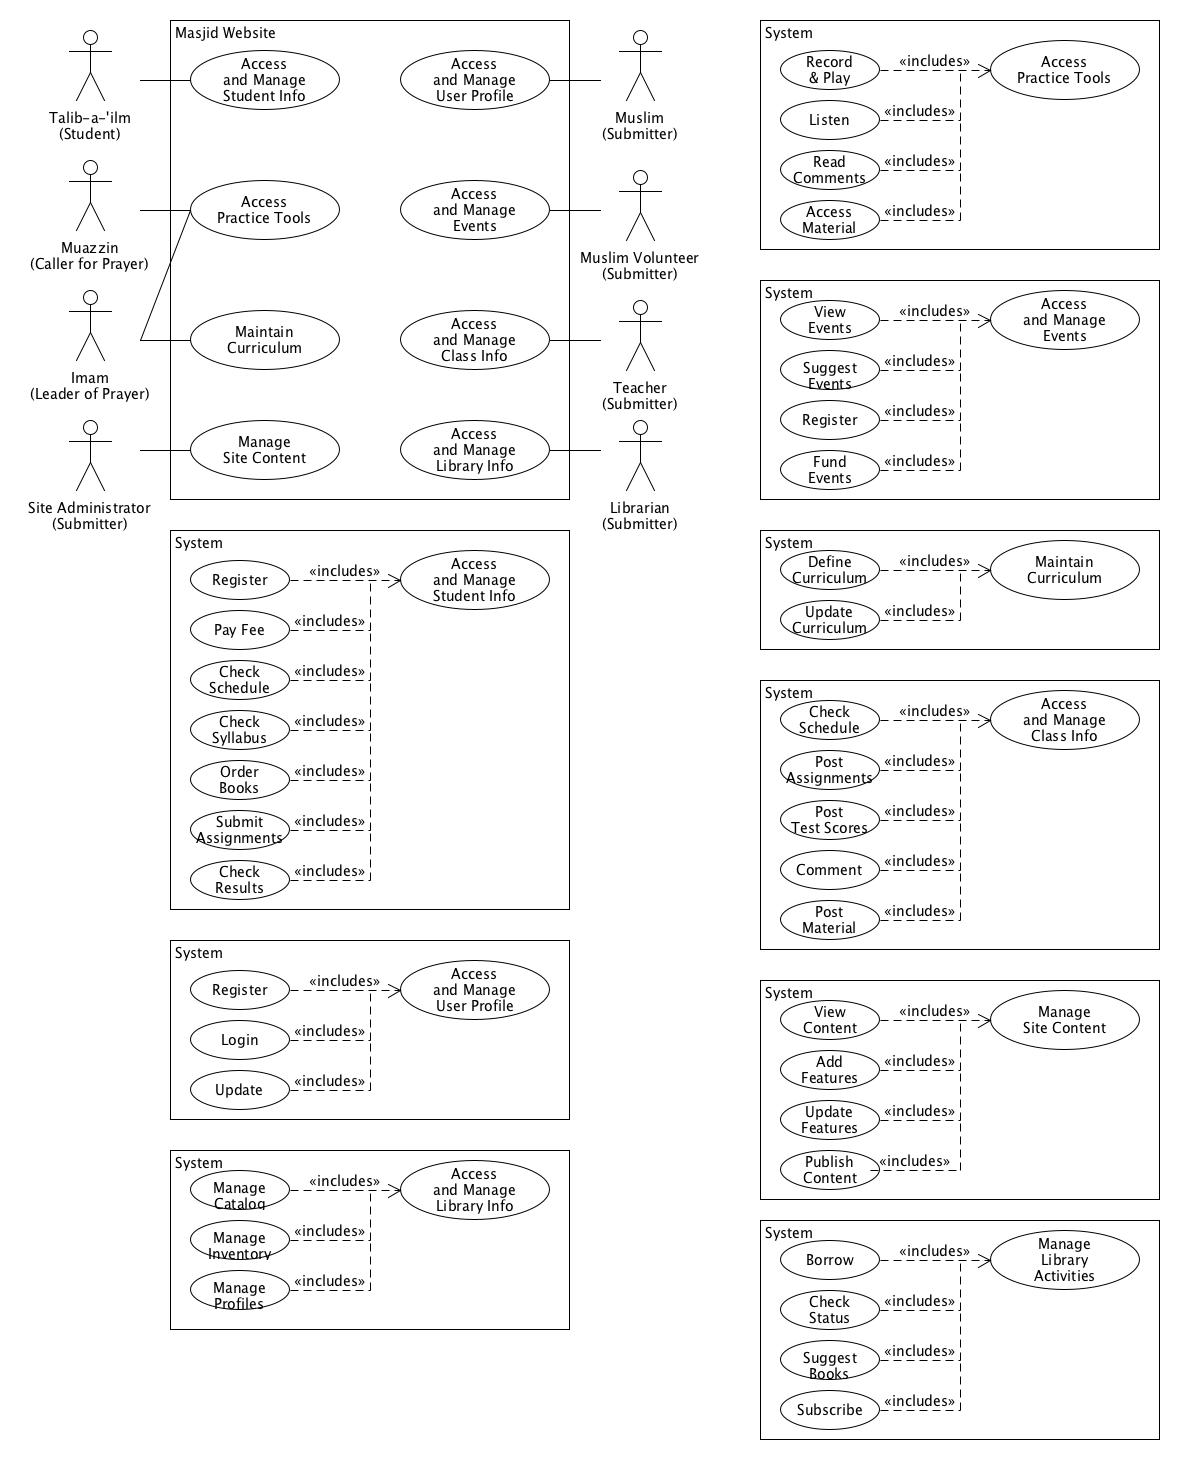 Masjid Website
Talib-a-'ilm
(Student)
Access
and Manage
Student Info
Access
and Manage
User Profile
Muslim
(Submitter)
Muazzin
(Caller for Prayer)
Access
Practice Tools
Access
and Manage
Events
Muslim Volunteer
(Submitter)
Imam
(Leader of Prayer)
Maintain
Curriculum
Access
and Manage
Class Info
Teacher
(Submitter)
Site Administrator
(Submitter)
Manage
Site Content
Access
and Manage
Library Info
Librarian
(Submitter)
System
Register
«includes»
Access
and Manage
Student Info
Pay Fee
«includes»
Check
Schedule
«includes»
Check
Syllabus
«includes»
Order
Books
«includes»
Submit
Assignments
«includes»
Check
Results
«includes»
System
Register
«includes»
Access
and Manage
User Profile
Login
«includes»
Update
«includes»
System
Manage
Catalog
«includes»
Access
and Manage
Library Info
Manage
Inventory
«includes»
Manage
Profiles
«includes»
System
Record
& Play
«includes»
Access
Practice Tools
Listen
«includes»
Read
Comments
«includes»
Access
Material
«includes»
System
View
Events
«includes»
Access
and Manage
Events
Suggest
Events
«includes»
Register
«includes»
Fund
Events
«includes»
System
Define
Curriculum
«includes»
Maintain
Curriculum
Update
Curriculum
«includes»
System
Check
Schedule
«includes»
Access
and Manage
Class Info
Post
Assignments
«includes»
Post
Test Scores
«includes»
Comment
«includes»
Post
Material
«includes»
System
View
Content
«includes»
Manage
Site Content
Add
Features
«includes»
Update
Features
«includes»
Publish
Content
«includes»
System
Borrow
«includes»
Manage
Library
Activities
Check
Status
«includes»
Suggest
Books
«includes»
Subscribe
«includes»